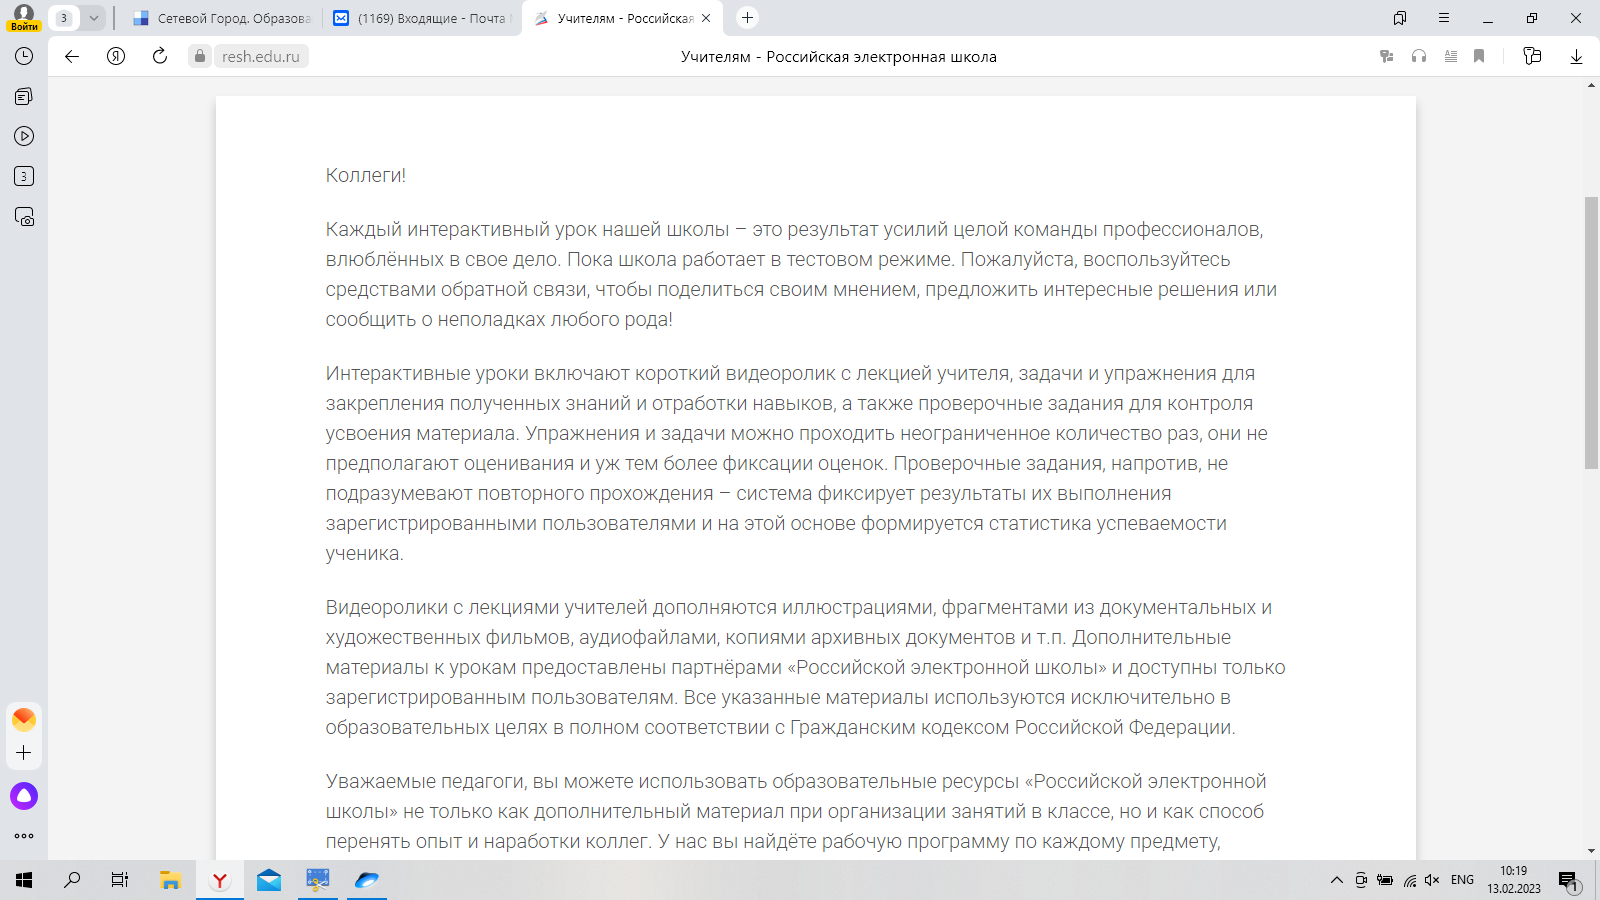 Войти
3
Сетевой Город. Образова
(1169) Входящие - Почта
Учителям - Российская
resh.edu.ru
Учителям - Российская электронная школа
3
Коллеги!
Каждый интерактивный урок нашей школы – это результат усилий целой команды профессионалов,
влюблённых в свое дело. Пока школа работает в тестовом режиме. Пожалуйста, воспользуйтесь
средствами обратной связи, чтобы поделиться своим мнением, предложить интересные решения или
сообщить о неполадках любого рода!
Интерактивные уроки включают короткий видеоролик с лекцией учителя, задачи и упражнения для
закрепления полученных знаний и отработки навыков, а также проверочные задания для контроля
усвоения материала. Упражнения и задачи можно проходить неограниченное количество раз, они не
предполагают оценивания и уж тем более фиксации оценок. Проверочные задания, напротив, не
подразумевают повторного прохождения – система фиксирует результаты их выполнения
зарегистрированными пользователями и на этой основе формируется статистика успеваемости
ученика.
Видеоролики с лекциями учителей дополняются иллюстрациями, фрагментами из документальных и
художественных фильмов, аудиофайлами, копиями архивных документов и т.п. Дополнительные
материалы к урокам предоставлены партнёрами «Российской электронной школы» и доступны только
зарегистрированным пользователям. Все указанные материалы используются исключительно в
образовательных целях в полном соответствии с Гражданским кодексом Российской Федерации.
Уважаемые педагоги, вы можете использовать образовательные ресурсы «Российской электронной
школы» не только как дополнительный материал при организации занятий в классе, но и как способ
перенять опыт и наработки коллег. У нас вы найдёте рабочую программу по каждому предмету,
ENG
10:19
13.02.2023
1